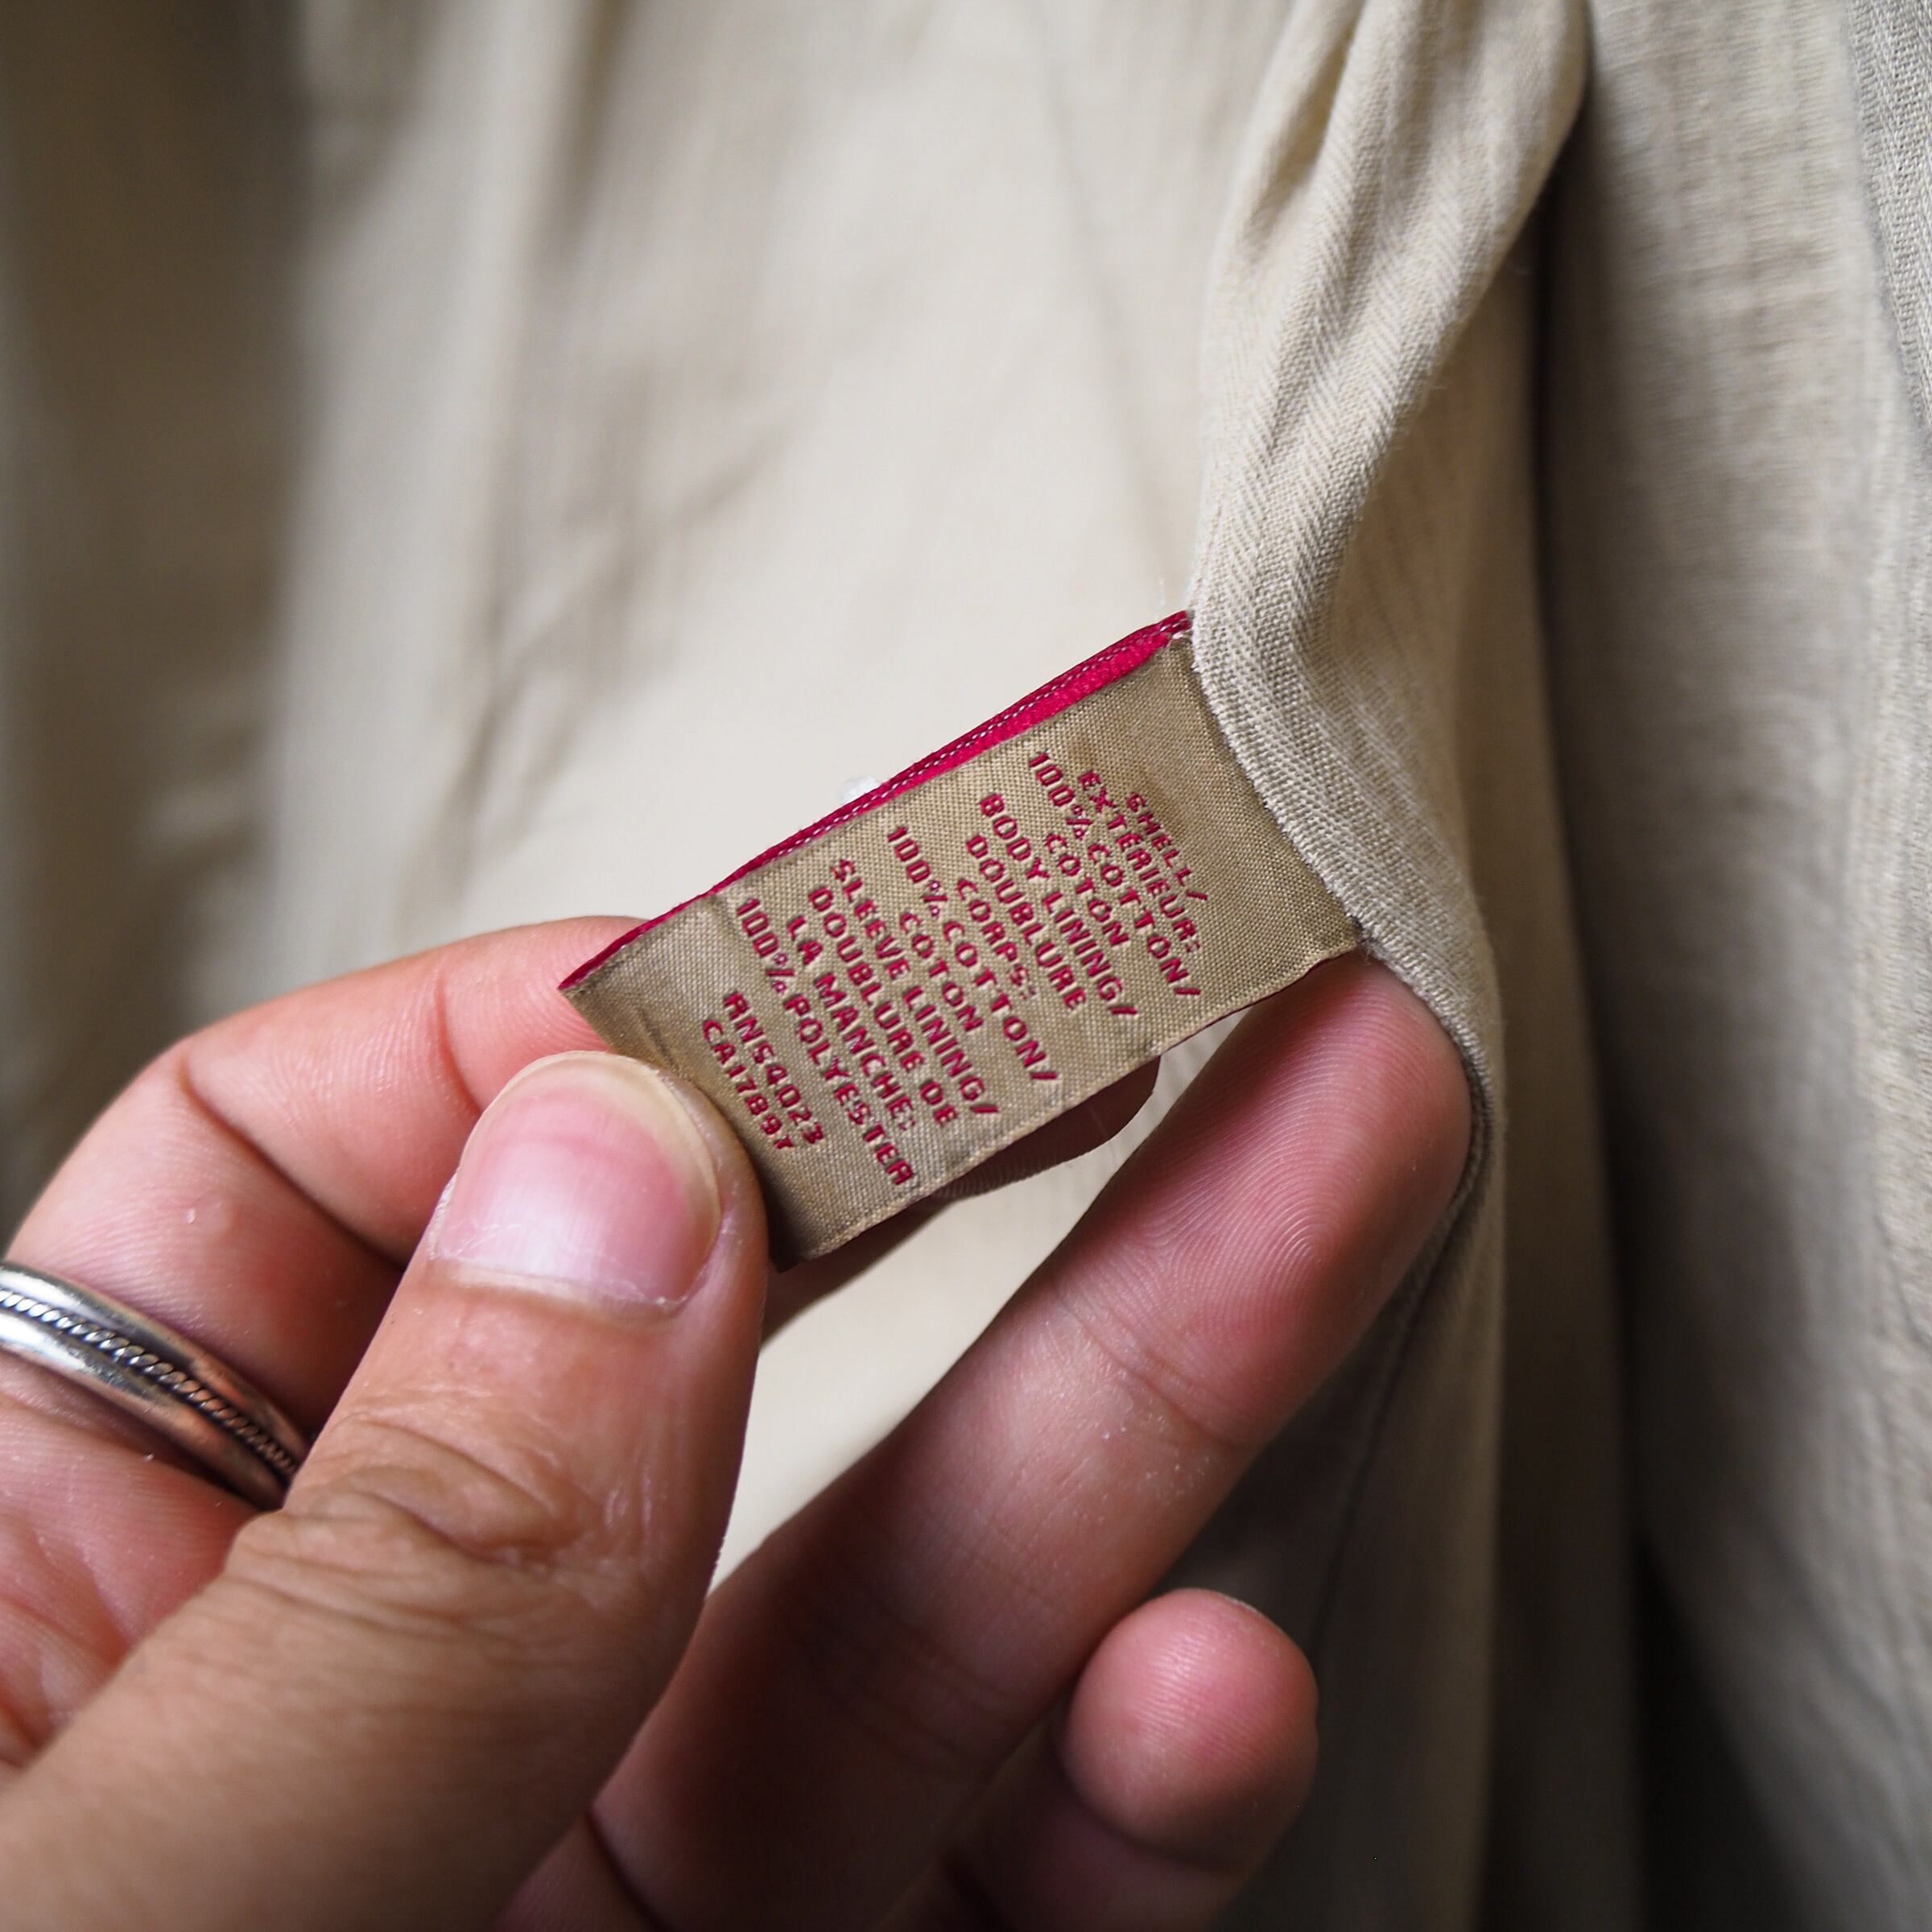 SHELL/
EXTÉRIEUR:
100% COTTON/
COTON
BODY LINING/
DOUBLURE
CORPS:
100% COTTON/
COTON
SLEEVE LINING/
DOUBLURE DE
LA MANCHE:
100% POLYESTER
RN54023
CA17897